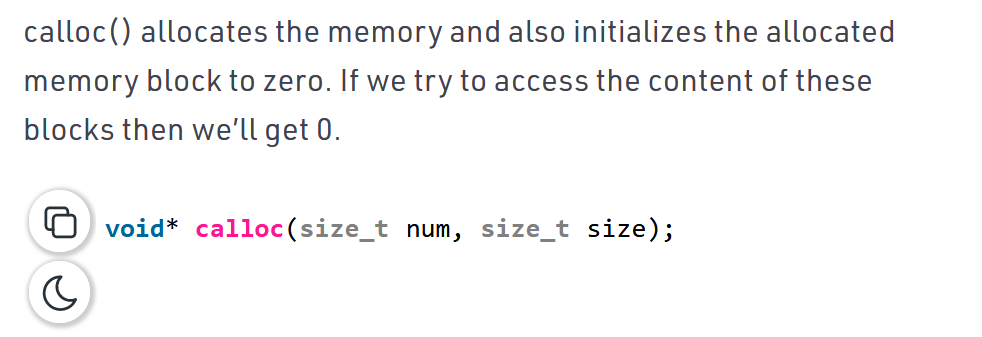 calloc() allocates the memory and also initializes the allocated
memory block to zero. If we try to access the content of these
blocks then we'll get 0.
void* calloc(size_t num, size_t size);